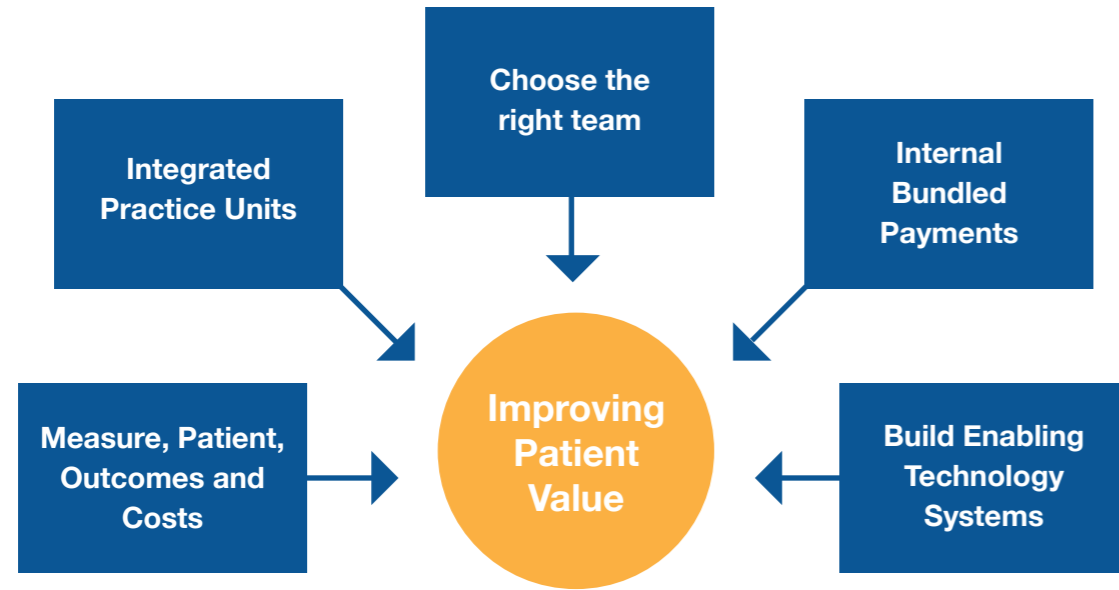 Choose the
right team
Integrated
Practice Units
Internal
Bundled
Payments
Measure, Patient,
Outcomes and
Costs
Improving
Patient
Value
Build Enabling
Technology
Systems